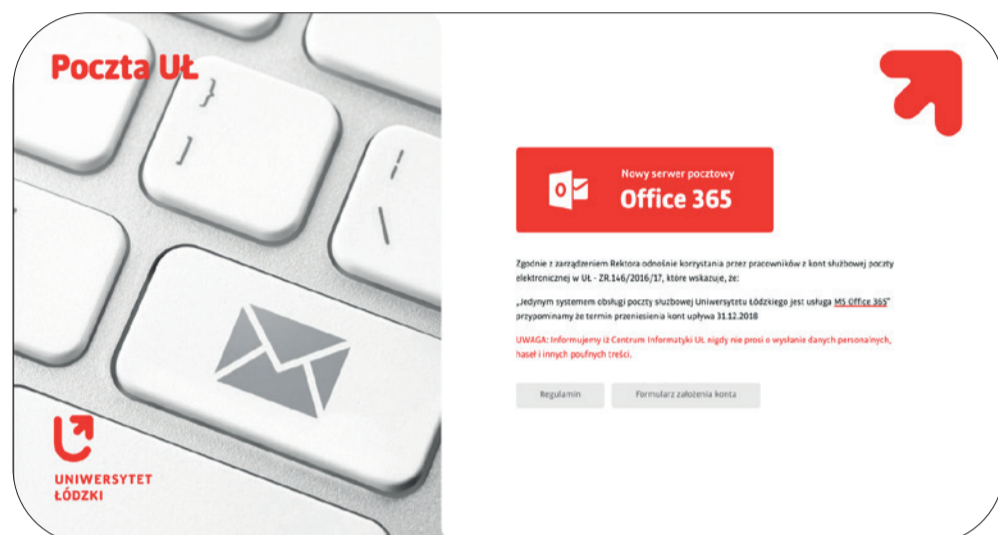 Poczta UŁ
Nowy serwer pocztowy
Office 365
Zgodnie z zarządzeniem Rektora odnośnie korzystania przez pracowników z kont służbowej poczty
elektronicznej w UŁ - ZR.146/2016/17, które wskazuje, że:
„Jedynym systemem obsługi poczty służbowej Uniwersytetu Łódzkiego jest usługa MS Office 365"
przypominamy że termin przeniesienia kont upływa 31.12.2018
UWAGA: Informujemy iż Centrum Informatyki UŁ nigdy nie prosi o wysłanie danych personalnych,
haseł i innych poufnych treści.
Regulamin
Formularz założenia konta
UNIWERSYTET
ŁÓDZKI